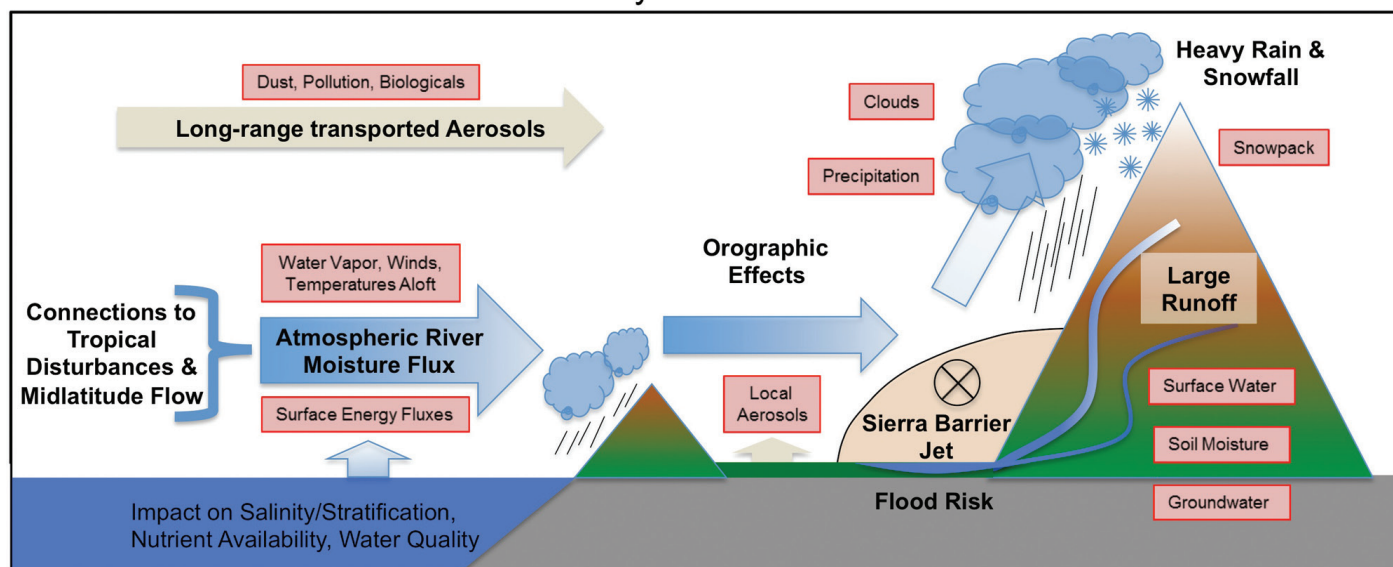 Dust, Pollution, Biologicals
Long-range transported Aerosols
Clouds
Precipitation
Heavy Rain &
Snowfall
Snowpack
Connections to
Tropical
Disturbances &
Midlatitude Flow
Water Vapor, Winds,
Temperatures Aloft
Atmospheric River
Moisture Flux
Surface Energy Fluxes
Orographic
Effects
Local
Aerosols
Sierra Barrier
Jet
Large
Runoff
Surface Water
Soil Moisture
Groundwater
Flood Risk
Impact on Salinity/Stratification,
Nutrient Availability, Water Quality